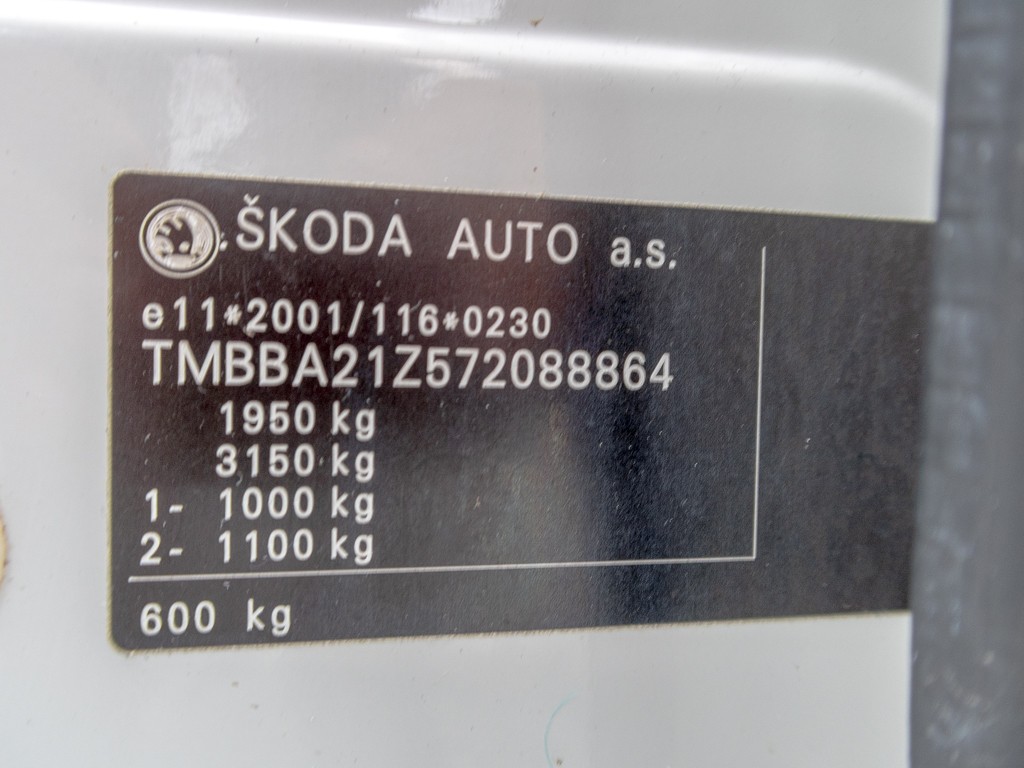 ŠKODA AUTO a.s.
e11*2001/116*0230
TMBBA21Z572088864
1950 kg
3150 kg
1- 1000 kg
2- 1100 kg
600 kg